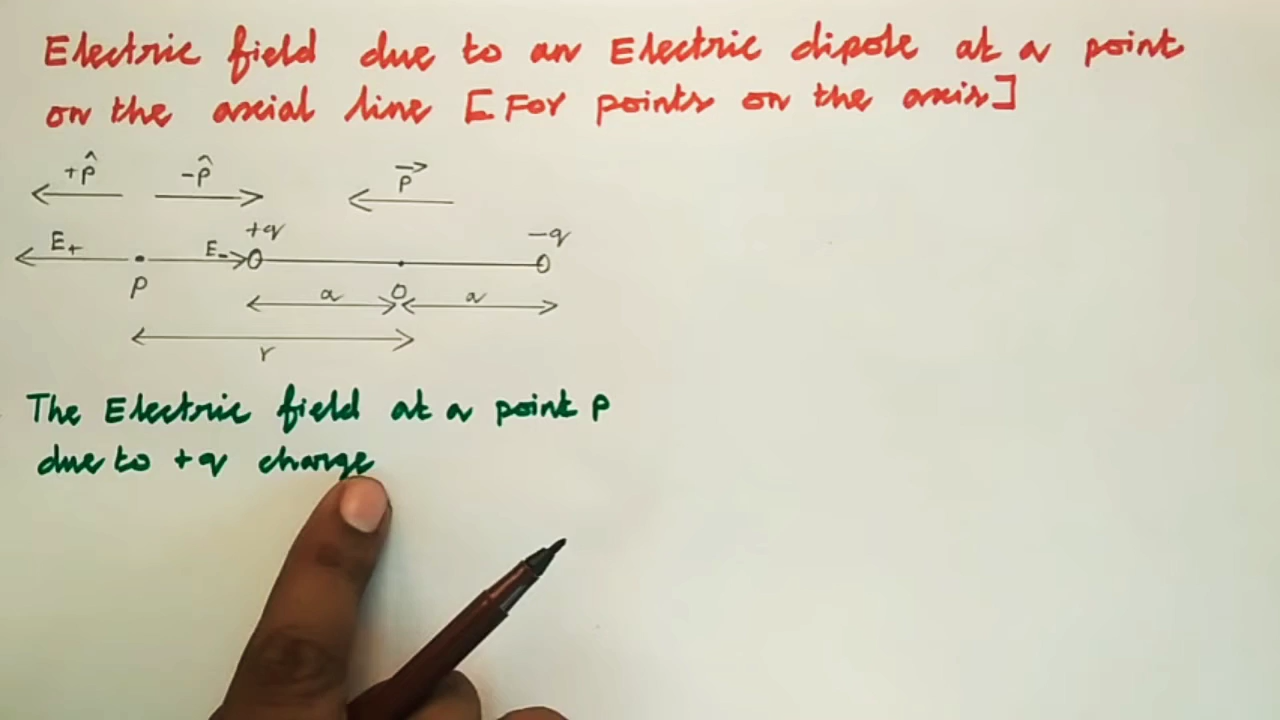 Electric field due to an Electric dipole at a point
on the axial line [For points on the axis]
+p̂ -p̂ p⃗
+q -q
E+ E-
P O
a a
r
The Electric field at a point P
due to +q charge